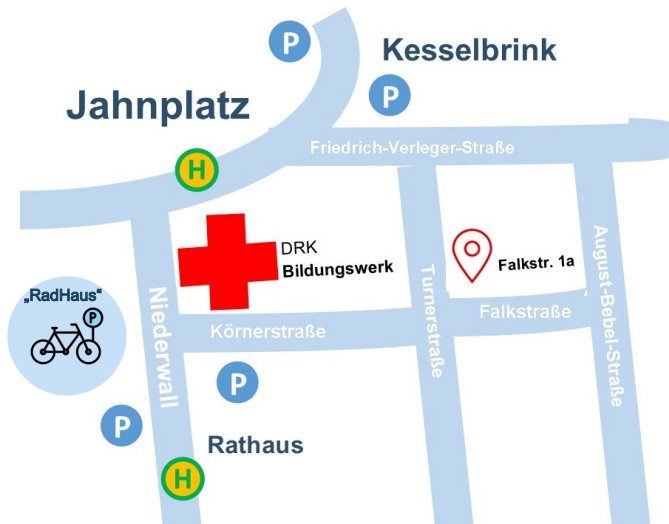 P
Kesselbrink
P
Jahnplatz
Friedrich-Verleger-Straße
H
DRK
Bildungswerk
Falkstr. 1a
August-Bebel-Straße
Turnerstraße
„RadHaus“
P
Niederwall
Körnerstraße
Falkstraße
P
P
Rathaus
H